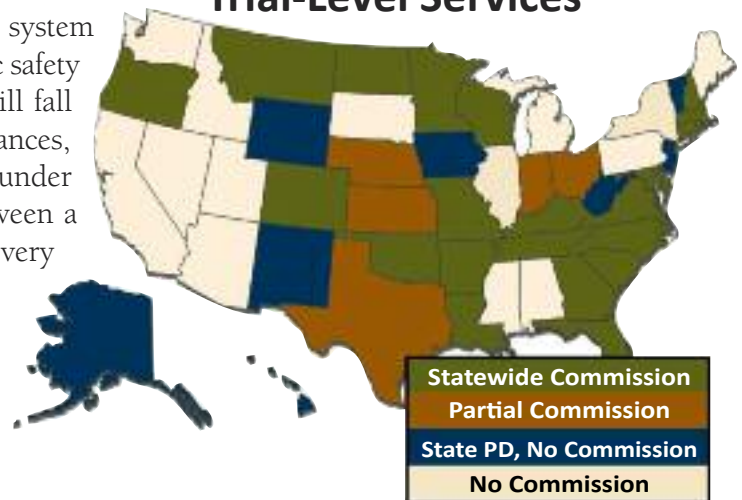 Trial-Level Services
system
safety
fall
ances,
under
ween a
very
Statewide Commission
Partial Commission
State PD, No Commission
No Commission